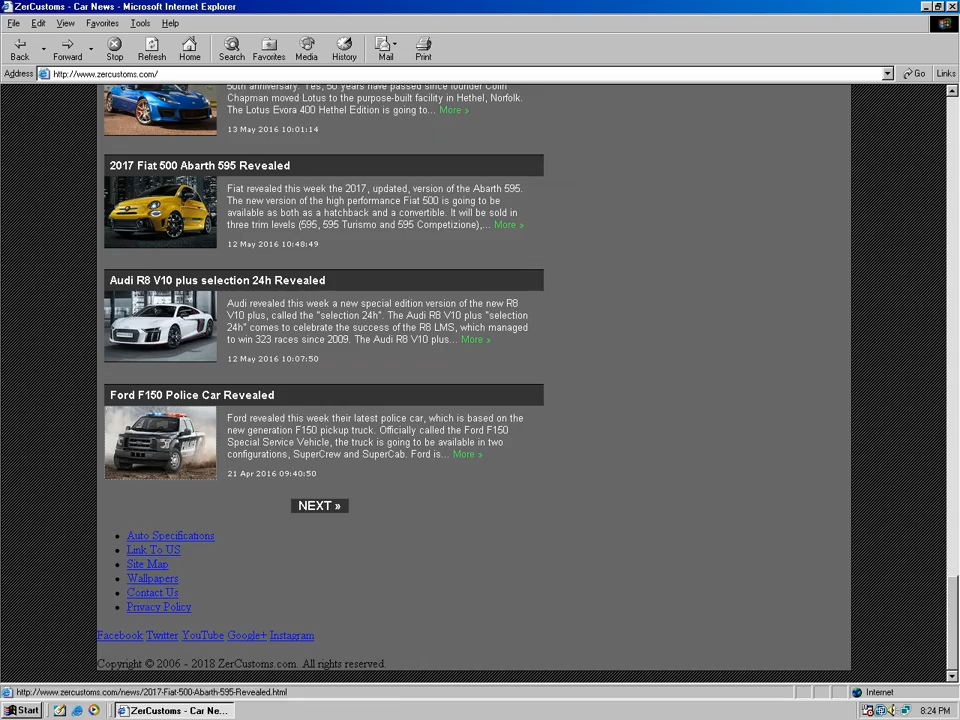 ZerCustoms - Car News - Microsoft Internet Explorer
File Edit View Favorites Tools Help
Back Forward Stop Refresh Home Search Favorites Media History Mail Print
Address http://www.zercustoms.com/ Go Links
50th anniversary. Yes, 50 years have passed since founder Colin
Chapman moved Lotus to the purpose-built facility in Hethel, Norfolk.
The Lotus Evora 400 Hethel Edition is going to... More »
13 May 2016 10:01:14
2017 Fiat 500 Abarth 595 Revealed
Fiat revealed this week the 2017, updated, version of the Abarth 595.
The new version of the high performance Fiat 500 is going to be
available as both as a hatchback and a convertible. It will be sold in
three trim levels (595, 595 Turismo and 595 Competizione),... More »
12 May 2016 10:48:49
Audi R8 V10 plus selection 24h Revealed
Audi revealed this week a new special edition version of the new R8
V10 plus, called the "selection 24h". The Audi R8 V10 plus "selection
24h" comes to celebrate the success of the R8 LMS, which managed
to win 323 races since 2009. The Audi R8 V10 plus... More »
12 May 2016 10:07:50
Ford F150 Police Car Revealed
Ford revealed this week their latest police car, which is based on the
new generation F150 pickup truck. Officially called the Ford F150
Special Service Vehicle, the truck is going to be available in two
configurations, SuperCrew and SuperCab. Ford is... More »
21 Apr 2016 09:40:50
NEXT »
Auto Specifications
Link To US
Site Map
Wallpapers
Contact Us
Privacy Policy
Facebook Twitter YouTube Google+ Instagram
Copyright © 2006 - 2018 ZerCustoms.com. All rights reserved.
http://www.zercustoms.com/news/2017-Fiat-500-Abarth-595-Revealed.html Internet
Start ZerCustoms - Car Ne... 8:24 PM